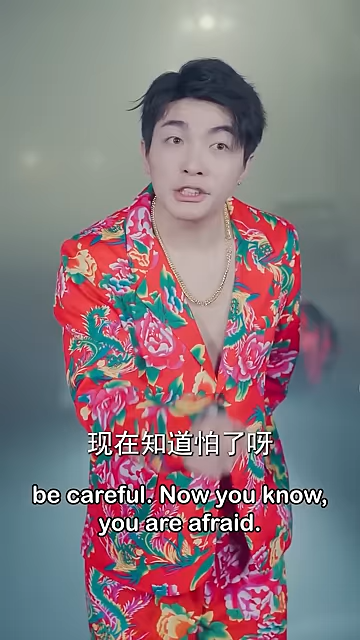 现在知道怕了呀
be careful. Now you know,
you are afraid.